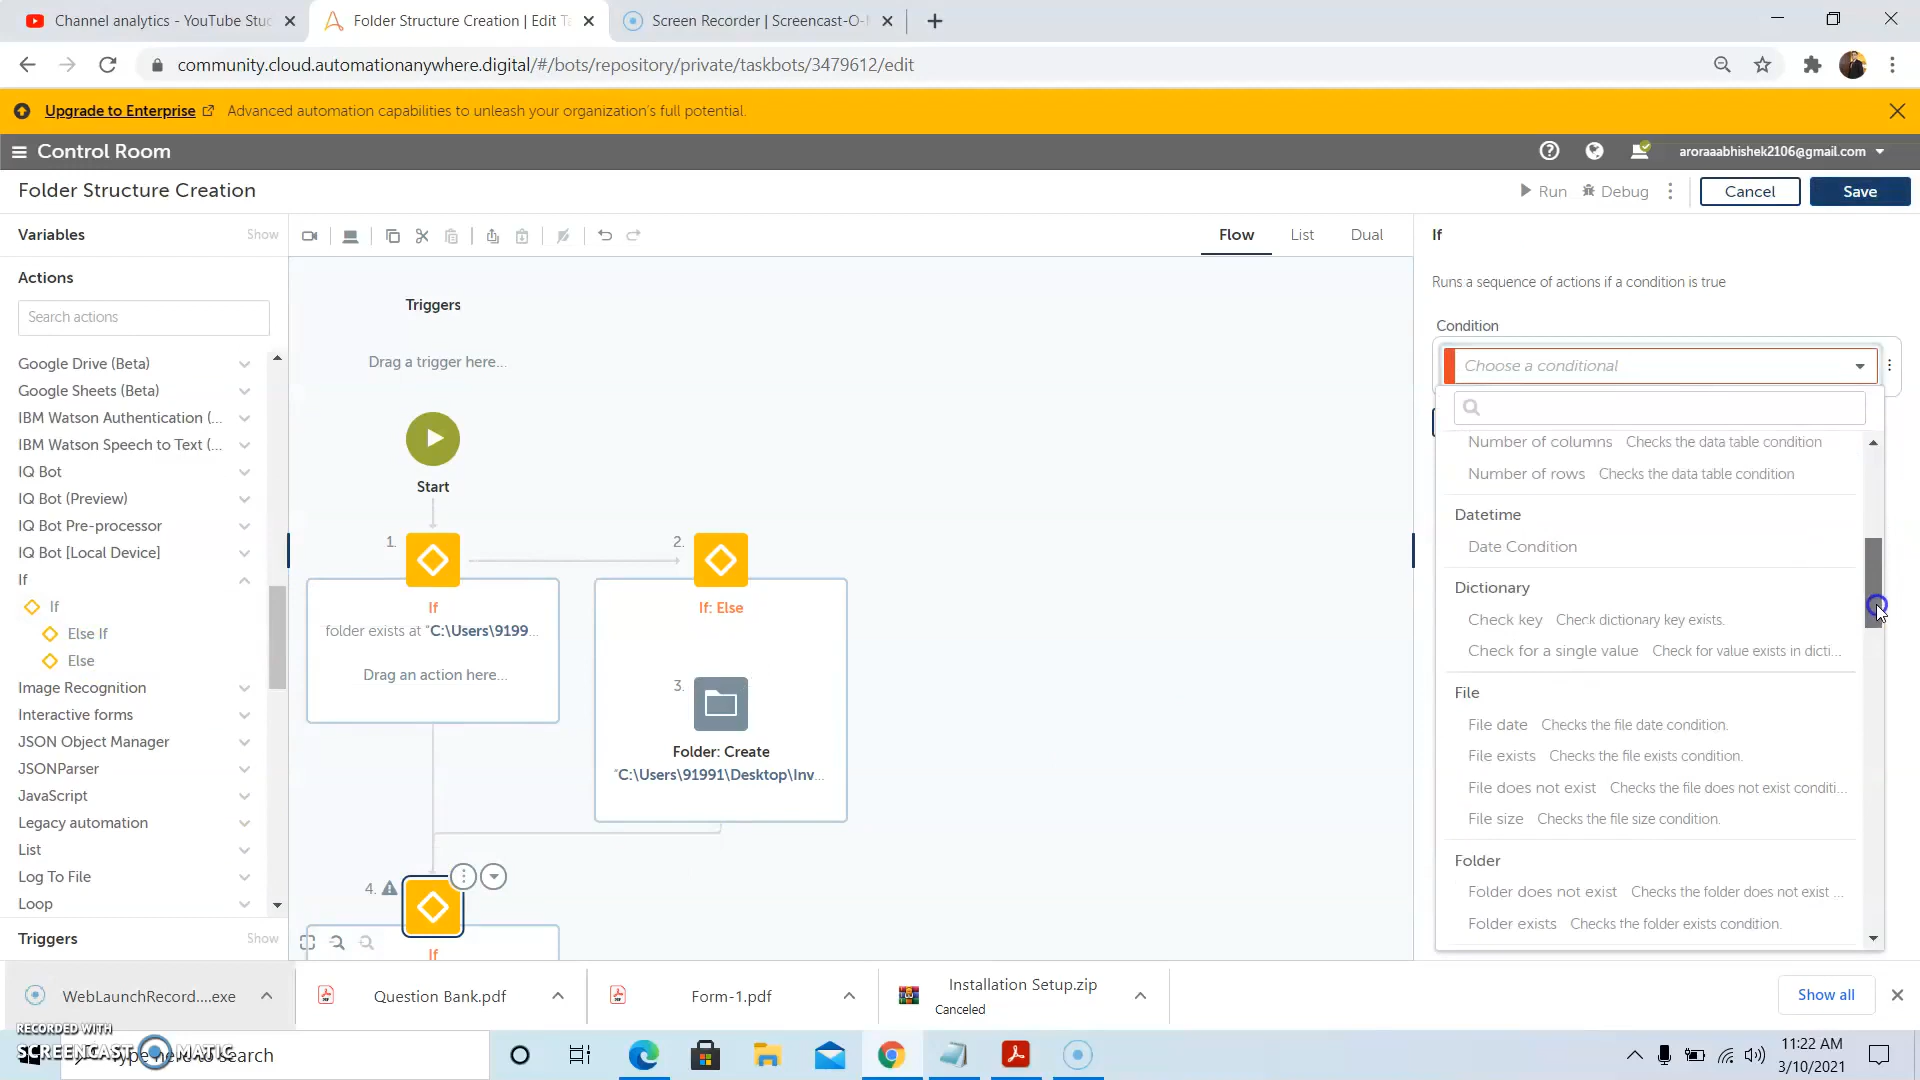 Channel analytics - YouTube Stuc
Folder Structure Creation | Edit T
Screen Recorder | Screencast-O-
community.cloud.automationanywhere.digital/#/bots/repository/private/taskbots/3479612/edit
Upgrade to Enterprise Advanced automation capabilities to unleash your organization's full potential.
Control Room
aroraaabhishek2106@gmail.com
Folder Structure Creation
Run Debug Cancel Save
Variables Show
Flow List Dual
If
Actions
Search actions
Google Drive (Beta)
Google Sheets (Beta)
IBM Watson Authentication (...
IBM Watson Speech to Text (...
IQ Bot
IQ Bot (Preview)
IQ Bot Pre-processor
IQ Bot [Local Device]
If
If
Else If
Else
Image Recognition
Interactive forms
JSON Object Manager
JSONParser
JavaScript
Legacy automation
List
Log To File
Loop
Triggers Show
Triggers
Drag a trigger here...
Start
1.
If
folder exists at "C:\Users\9199...
Drag an action here...
2.
If: Else
3.
Folder: Create
"C:\Users\91991\Desktop\Inv...
4.
If
Runs a sequence of actions if a condition is true
Condition
Choose a conditional
Number of columns Checks the data table condition
Number of rows Checks the data table condition
Datetime
Date Condition
Dictionary
Check key Check dictionary key exists.
Check for a single value Check for value exists in dicti...
File
File date Checks the file date condition.
File exists Checks the file exists condition.
File does not exist Checks the file does not exist conditi...
File size Checks the file size condition.
Folder
Folder does not exist Checks the folder does not exist ...
Folder exists Checks the folder exists condition.
WebLaunchRecord....exe
Question Bank.pdf
Form-1.pdf
Installation Setup.zip
Canceled
Show all
RECORDED WITH
SCREENCAST MATIC
Type here to search
11:22 AM
3/10/2021